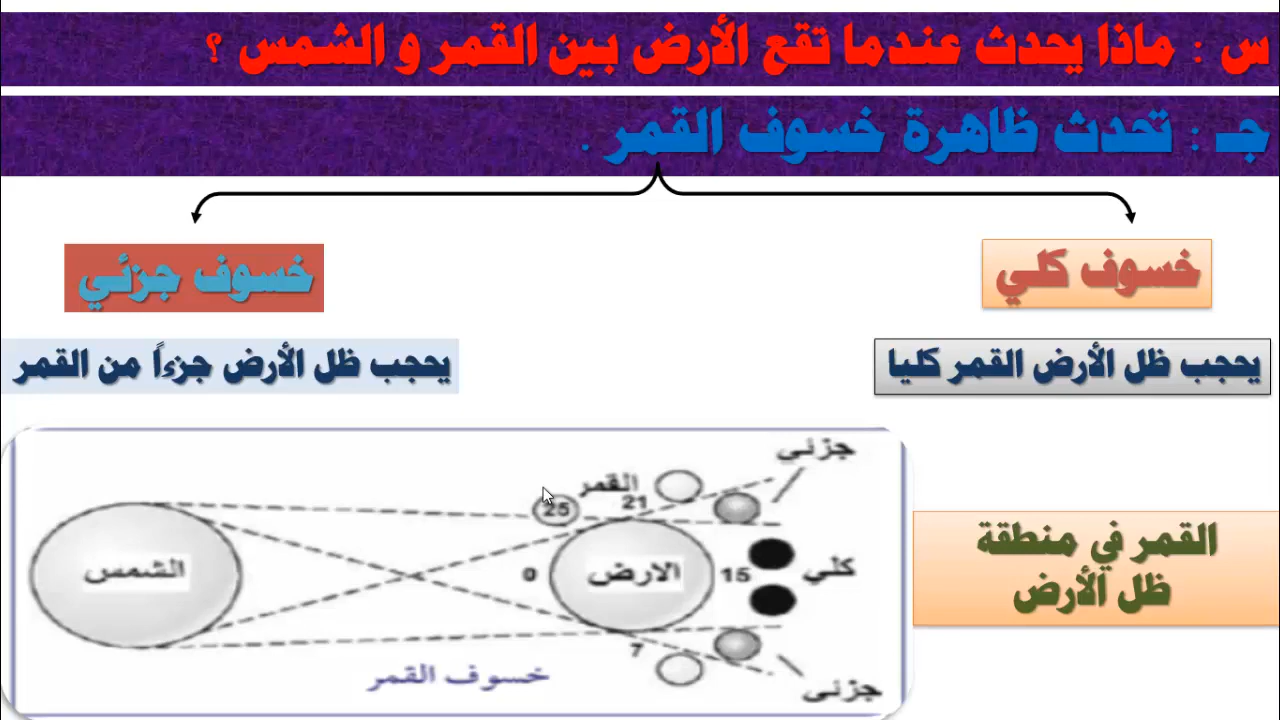 س : ماذا يحدث عندما تقع الأرض بين القمر و الشمس ؟
جـ : تحدث ظاهرة خسوف القمر .
خسوف كلي
خسوف جزئي
يحجب ظل الأرض القمر كليا
يحجب ظل الأرض جزءاً من القمر
القمر في منطقة
ظل الأرض
جزئي
القمر
21
25
كلي
15
الارض
0
الشمس
7
خسوف القمر
جزئي